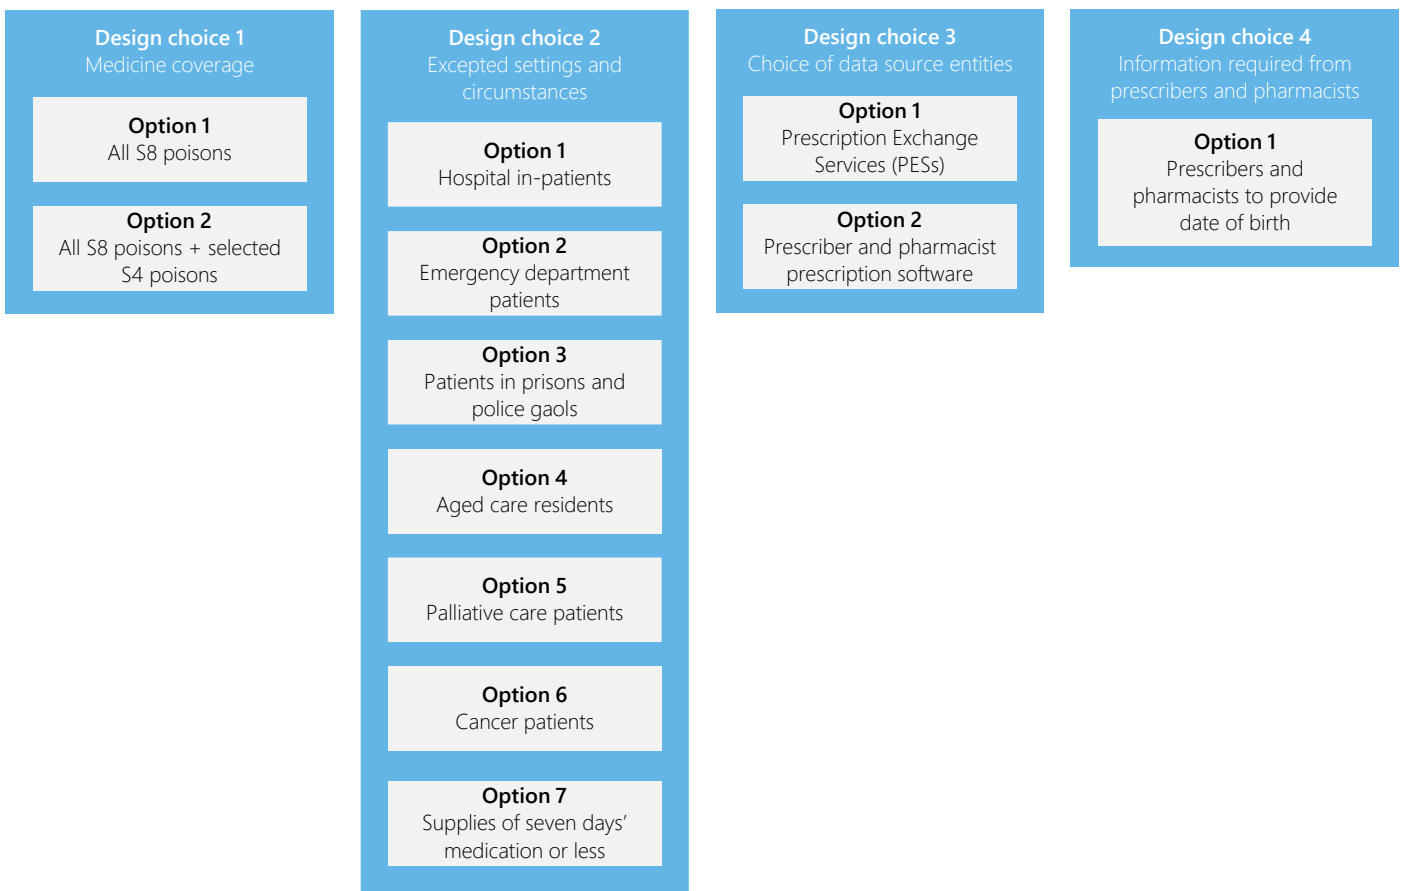 Design choice 1
Medicine coverage
Option 1
All S8 poisons
Option 2
All S8 poisons + selected
S4 poisons
Design choice 2
Excepted settings and
circumstances
Option 1
Hospital in-patients
Option 2
Emergency department
patients
Option 3
Patients in prisons and
police gaols
Option 4
Aged care residents
Option 5
Palliative care patients
Option 6
Cancer patients
Option 7
Supplies of seven days’
medication or less
Design choice 3
Choice of data source entities
Option 1
Prescription Exchange
Services (PESs)
Option 2
Prescriber and pharmacist
prescription software
Design choice 4
Information required from
prescribers and pharmacists
Option 1
Prescribers and
pharmacists to provide
date of birth